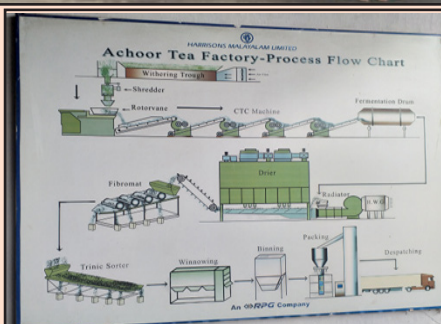 HARRISONS MALAYALAM LIMITED
Achoor Tea Factory-Process Flow Chart
Withering Trough
Shredder
Rotorvane
CTC Machine
Fermentation Drum
Drier
Fibromat
Radiator
H.W.G
Packing
Despatching
Binning
Winnowing
Trinic Sorter
An RPG Company